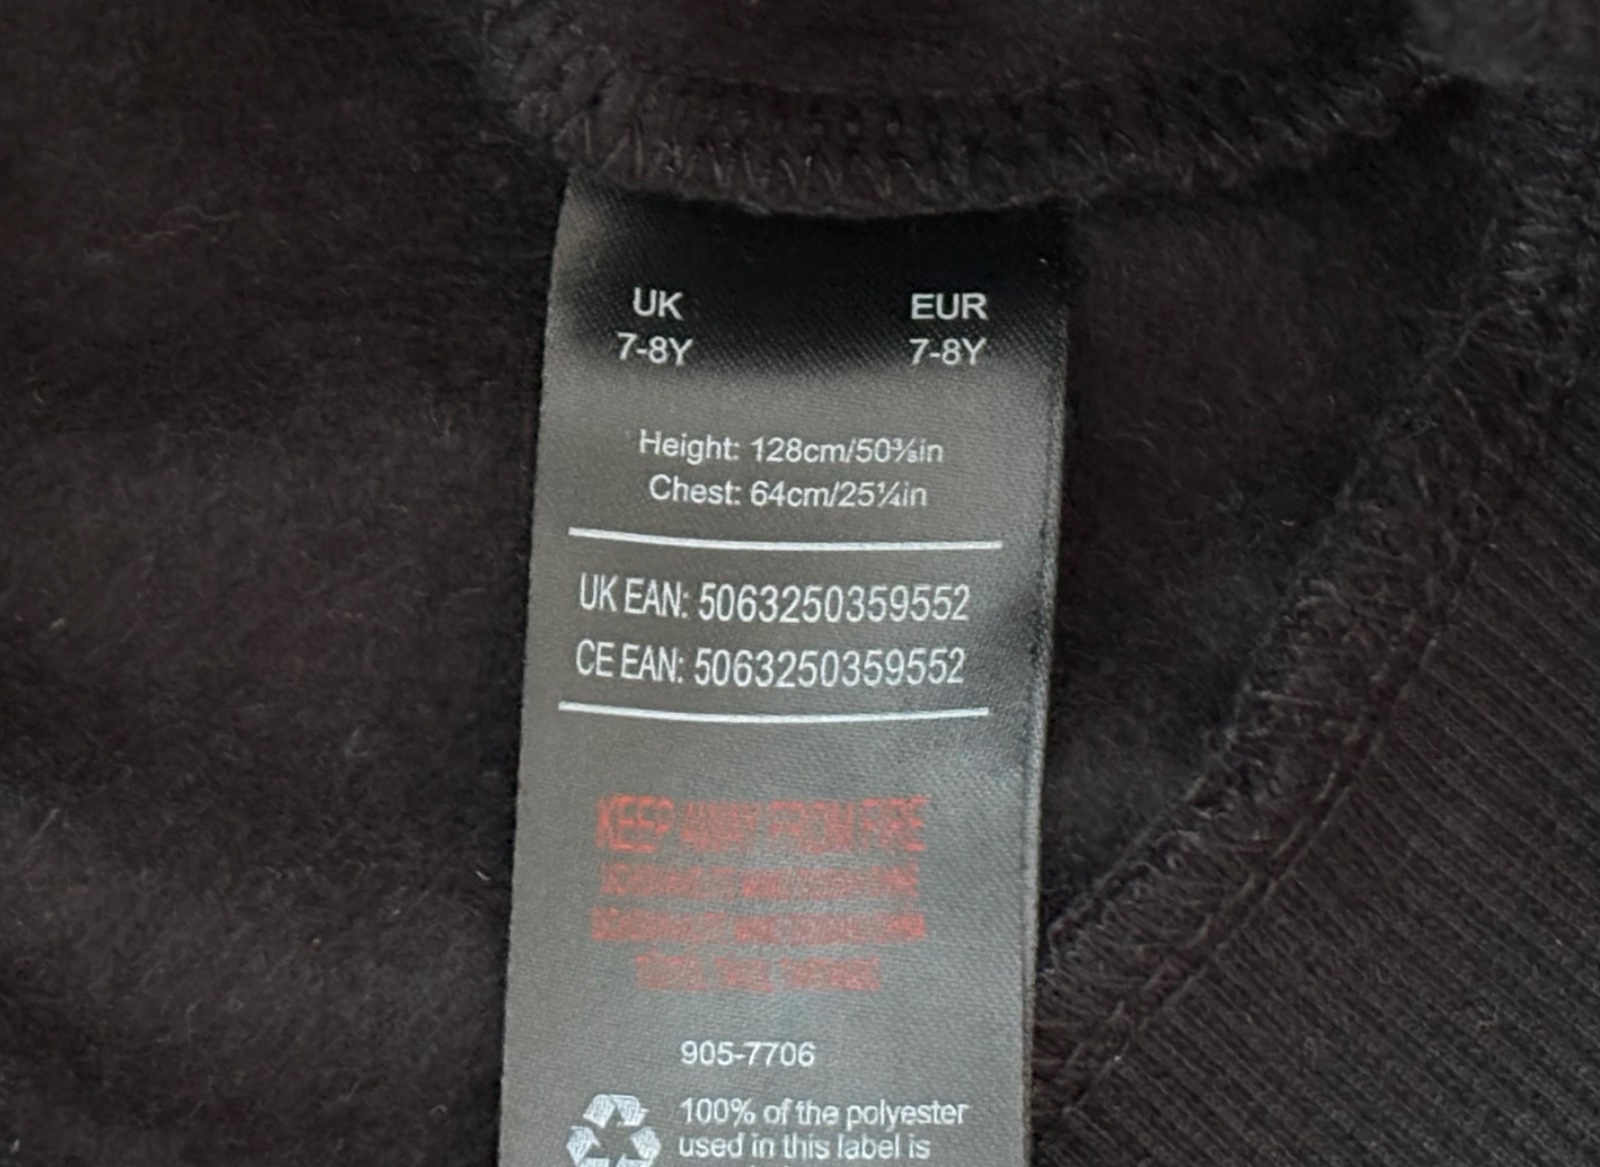 UK EUR
7-8Y 7-8Y
Height: 128cm/50⅜in
Chest: 64cm/25¼in
UK EAN: 5063250359552
CE EAN: 5063250359552
KEEP AWAY FROM FIRE
905-7706
100% of the polyester
used in this label is